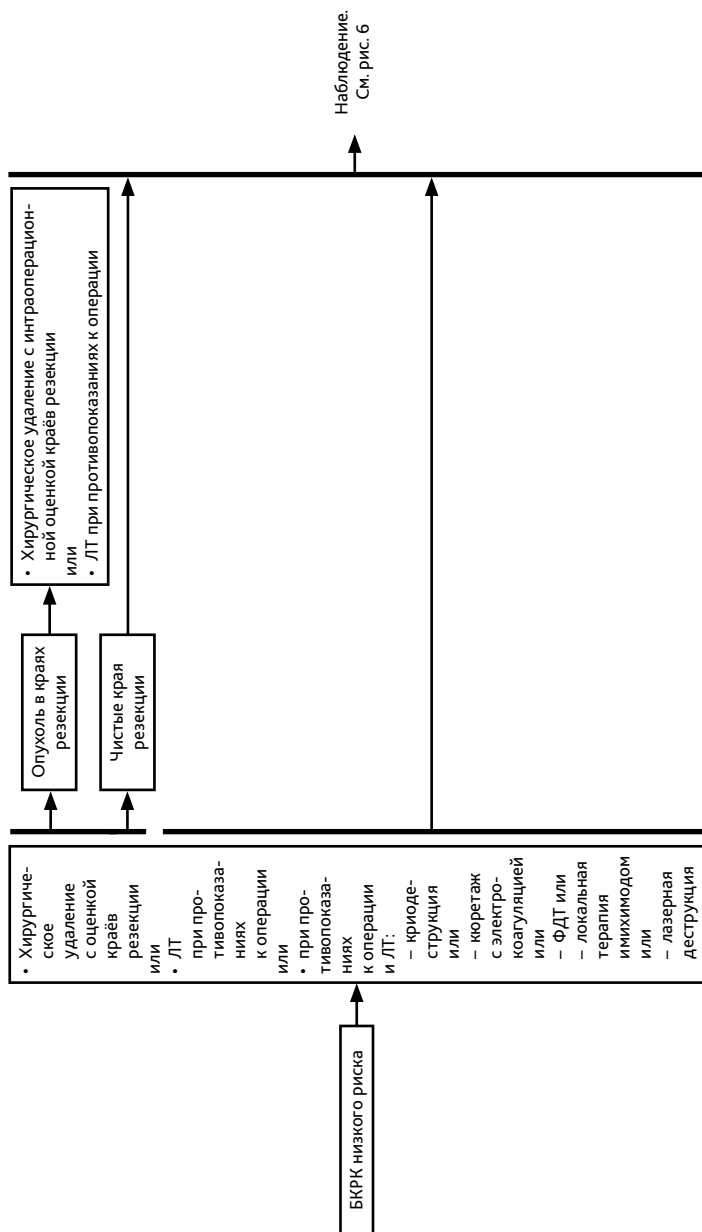 БКРК низкого риска
• Хирургиче-
ское
удаление
с оценкой
краёв
резекции
или
• ЛТ
при про-
тивопоказа-
ниях
к операции
или
• при про-
тивопоказа-
ниях
к операции
и ЛТ:
– криоде-
струкция
или
– кюретаж
с электро-
коагуляцией
или
– ФДТ или
– локальная
терапия
имихимодом
или
– лазерная
деструкция
Опухоль в краях
резекции
Чистые края
резекции
• Хирургическое удаление с интраоперацион-
ной оценкой краёв резекции
или
• ЛТ при противопоказаниях к операции
Наблюдение.
См. рис. 6